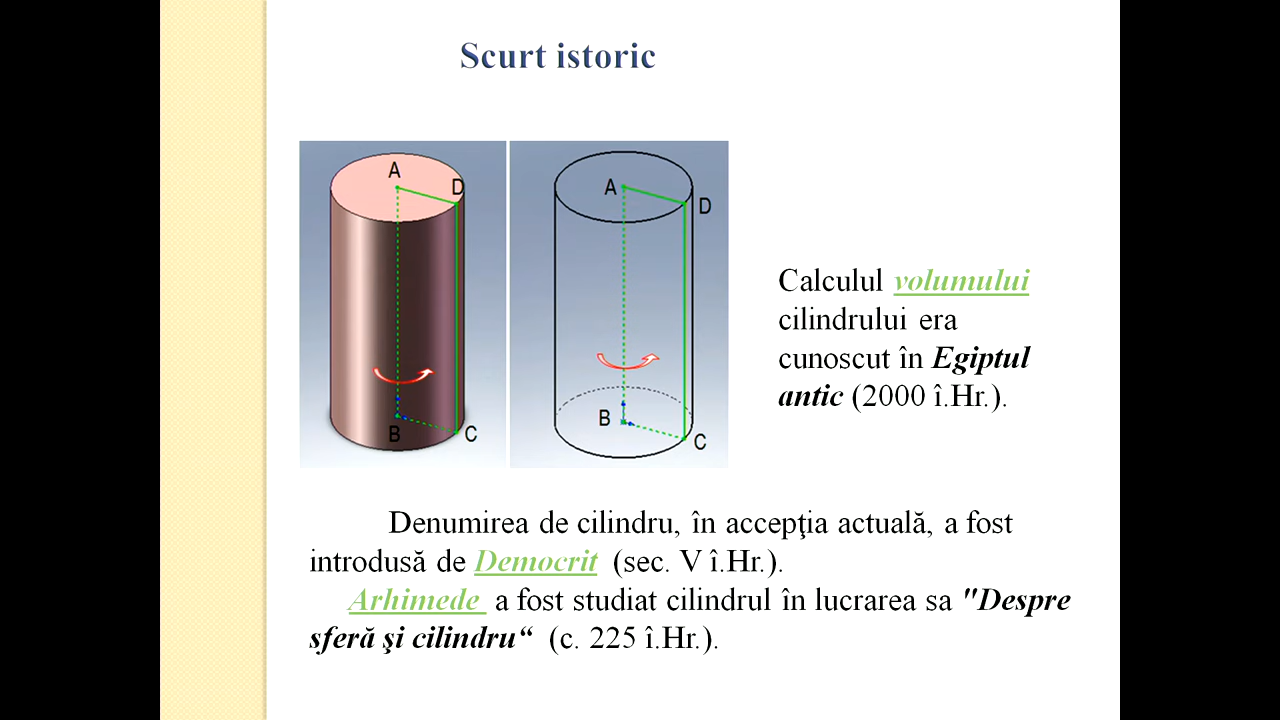 Scurt istoric
A
D
B
C
A
D
B
C
Calculul volumului
cilindrului era
cunoscut în Egiptul
antic (2000 î.Hr.).
Denumirea de cilindru, în accepţia actuală, a fost
introdusă de Democrit (sec. V î.Hr.).
Arhimede a fost studiat cilindrul în lucrarea sa "Despre
sferă şi cilindru“ (c. 225 î.Hr.).